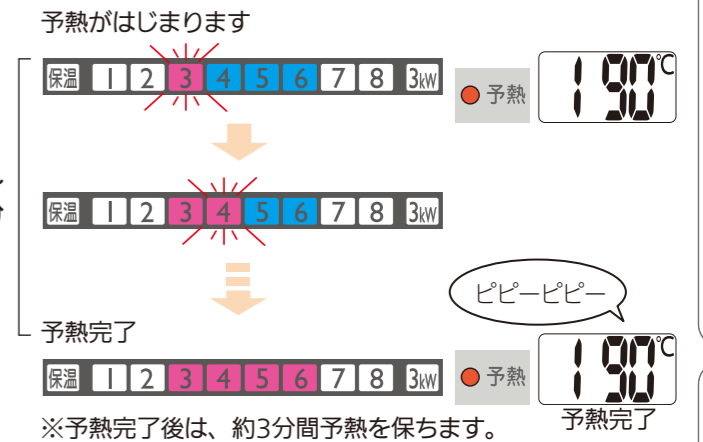 予熱がはじまります
保温 1 2 3 4 5 6 7 8 3kW
予熱 190℃
保温 1 2 3 4 5 6 7 8 3kW
ピピーピピー
予熱完了
保温 1 2 3 4 5 6 7 8 3kW
予熱 190℃
予熱完了
※予熱完了後は、約3分間予熱を保ちます。